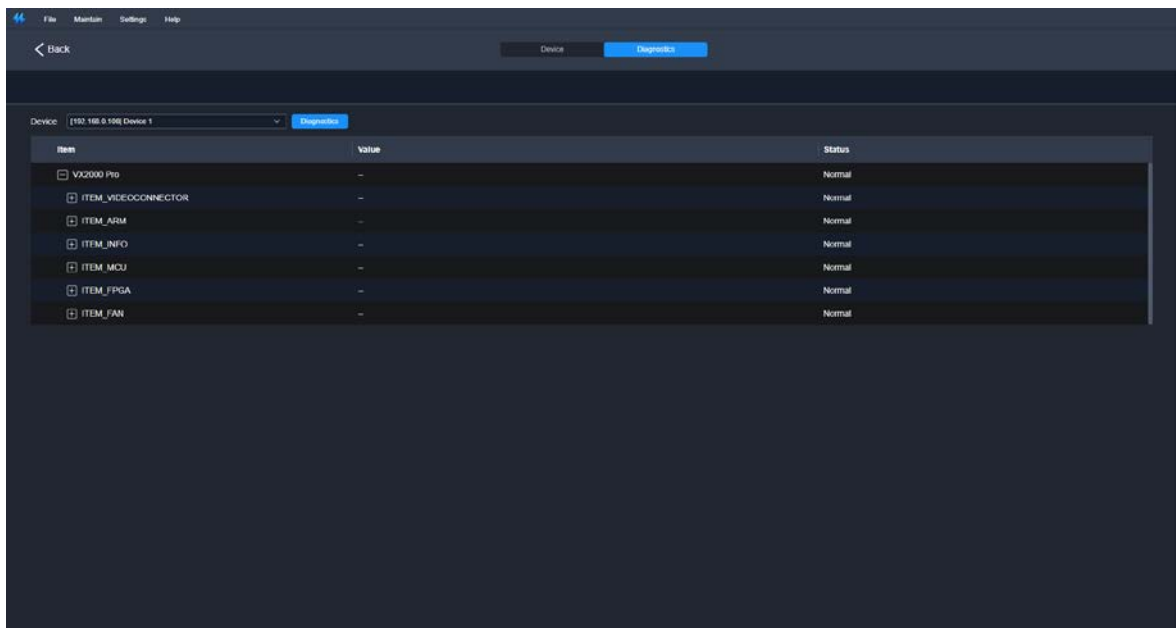 File Maintain Settings Help
Back
Device Diagnostics
Device [192.168.0.106] Device 1 Diagnostics
Item Value Status
VX2000 Pro – Normal
ITEM_VIDEOCONNECTOR – Normal
ITEM_ARM – Normal
ITEM_INFO – Normal
ITEM_MCU – Normal
ITEM_FPGA – Normal
ITEM_FAN – Normal